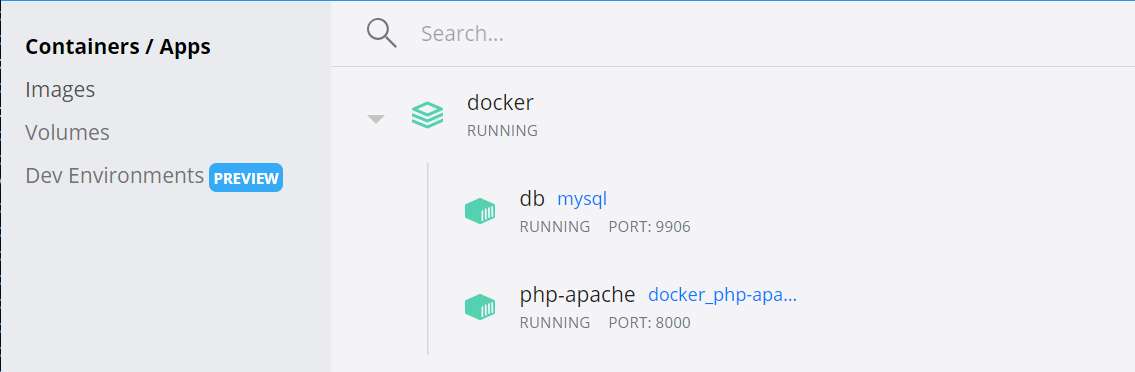 Containers / Apps
Images
Volumes
Dev Environments PREVIEW
Search...
docker
RUNNING
db mysql
RUNNING PORT: 9906
php-apache docker_php-apa...
RUNNING PORT: 8000